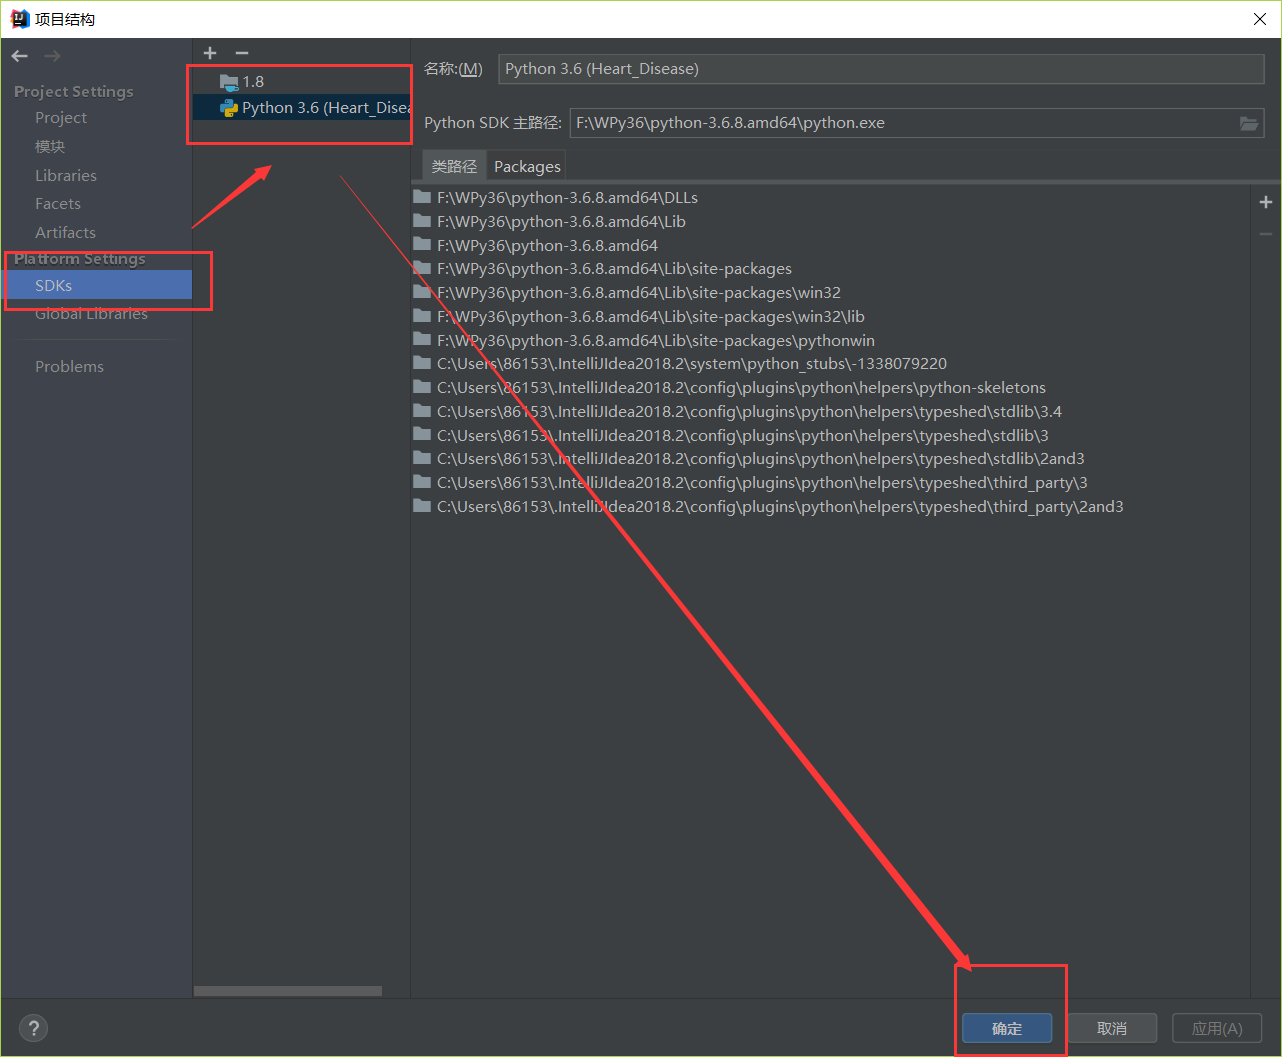 项目结构
Project Settings
Project
模块
Libraries
Facets
Artifacts
Platform Settings
SDKs
Global Libraries
Problems
1.8
Python 3.6 (Heart_Disea
名称:(M)
Python 3.6 (Heart_Disease)
Python SDK 主路径:
F:\WPy36\python-3.6.8.amd64\python.exe
类路径
Packages
F:\WPy36\python-3.6.8.amd64\DLLs
F:\WPy36\python-3.6.8.amd64\Lib
F:\WPy36\python-3.6.8.amd64
F:\WPy36\python-3.6.8.amd64\Lib\site-packages
F:\WPy36\python-3.6.8.amd64\Lib\site-packages\win32
F:\WPy36\python-3.6.8.amd64\Lib\site-packages\win32\lib
F:\WPy36\python-3.6.8.amd64\Lib\site-packages\pythonwin
C:\Users\86153\.IntelliJIdea2018.2\system\python_stubs\-1338079220
C:\Users\86153\.IntelliJIdea2018.2\config\plugins\python\helpers\python-skeletons
C:\Users\86153\.IntelliJIdea2018.2\config\plugins\python\helpers\typeshed\stdlib\3.4
C:\Users\86153\.IntelliJIdea2018.2\config\plugins\python\helpers\typeshed\stdlib\3
C:\Users\86153\.IntelliJIdea2018.2\config\plugins\python\helpers\typeshed\stdlib\2and3
C:\Users\86153\.IntelliJIdea2018.2\config\plugins\python\helpers\typeshed\third_party\3
C:\Users\86153\.IntelliJIdea2018.2\config\plugins\python\helpers\typeshed\third_party\2and3
?
确定
取消
应用(A)